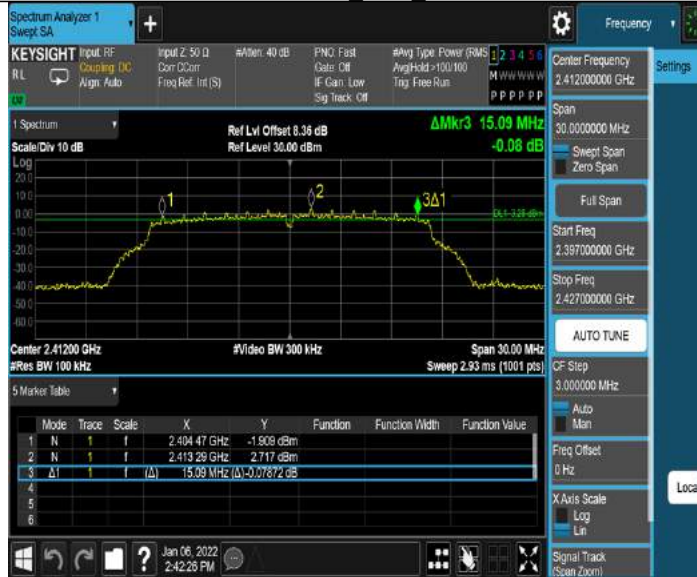 Spectrum Analyzer 1
Swept SA
+
Frequency
KEYSIGHT
RL
Input: RF
Coupling: DC
Align: Auto
Input Z: 50 Ω
Corr CCorr
Freq Ref: Int (S)
#Atten: 40 dB
PNO: Fast
Gate: Off
IF Gain: Low
Sig Track: Off
#Avg Type: Power (RMS
Avg|Hold:>100/100
Trig: Free Run
1 2 3 4 5 6
M W W W W W
P P P P P P
Settings
1 Spectrum
Scale/Div 10 dB
Ref Lvl Offset 8.36 dB
Ref Level 30.00 dBm
ΔMkr3 15.09 MHz
-0.08 dB
Log
20.0
10.0
0.00
-10.0
-20.0
-30.0
-40.0
-50.0
-60.0
1
2
3Δ1
DL1 -3.28 dBm
Center 2.41200 GHz
#Res BW 100 kHz
#Video BW 300 kHz
Span 30.00 MHz
Sweep 2.93 ms (1001 pts)
5 Marker Table
Mode Trace Scale X Y Function Function Width Function Value
1 N 1 f 2.404 47 GHz -1.909 dBm
2 N 1 f 2.413 29 GHz 2.717 dBm
3 Δ1 1 f (Δ) 15.09 MHz (Δ) -0.07872 dB
4
5
6
Center Frequency
2.412000000 GHz
Span
30.0000000 MHz
Swept Span
Zero Span
Full Span
Start Freq
2.397000000 GHz
Stop Freq
2.427000000 GHz
AUTO TUNE
CF Step
3.000000 MHz
Auto
Man
Freq Offset
0 Hz
X Axis Scale
Log
Lin
Signal Track
(Span Zoom)
Loca
?
Jan 06, 2022
2:42:26 PM